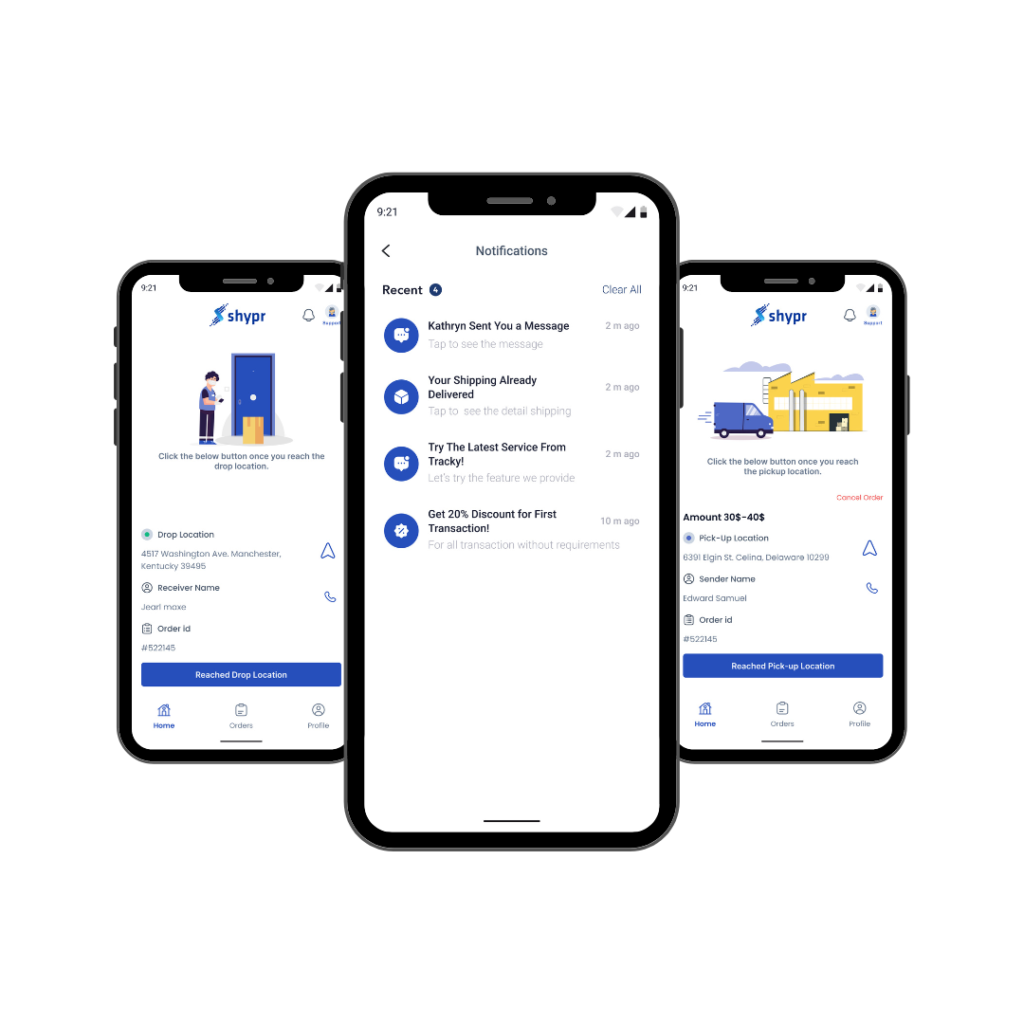 9:21
shypr
Support
Click the below button once you reach the
drop location.
Drop Location
4517 Washington Ave. Manchester,
Kentucky 39495
Receiver Name
Jearl maxe
Order id
#522145
Reached Drop Location
Home
Orders
Profile
9:21
Notifications
Recent 4
Clear All
Kathryn Sent You a Message
2 m ago
Tap to see the message
Your Shipping Already
Delivered
2 m ago
Tap to see the detail shipping
Try The Latest Service From
Tracky!
2 m ago
Let's try the feature we provide
Get 20% Discount for First
Transaction!
10 m ago
For all transaction without requirements
9:21
shypr
Support
Click the below button once you reach
the pickup location.
Cancel Order
Amount 30$-40$
Pick-Up Location
6391 Elgin St. Celina, Delaware 10299
Sender Name
Edward Samuel
Order id
#522145
Reached Pick-up Location
Home
Orders
Profile